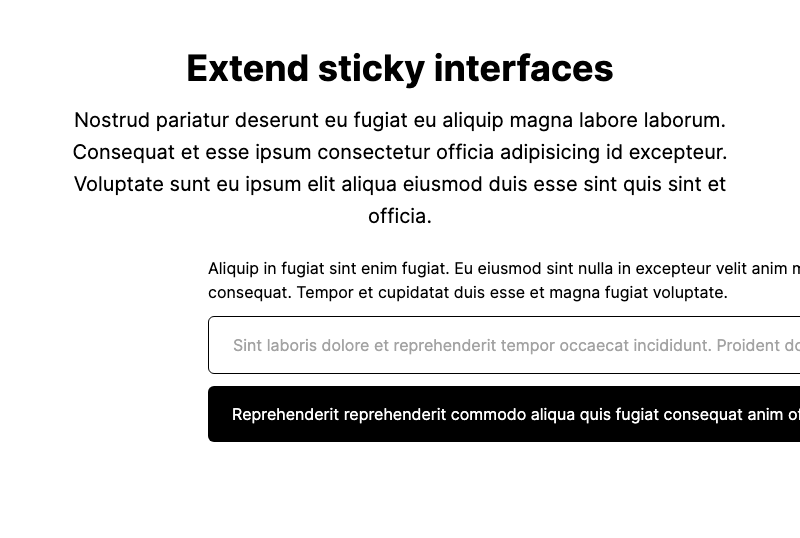 Extend sticky interfaces
Nostrud pariatur deserunt eu fugiat eu aliquip magna labore laborum.
Consequat et esse ipsum consectetur officia adipisicing id excepteur.
Voluptate sunt eu ipsum elit aliqua eiusmod duis esse sint quis sint et
officia.
Aliquip in fugiat sint enim fugiat. Eu eiusmod sint nulla in excepteur velit anim
consequat. Tempor et cupidatat duis esse et magna fugiat voluptate.
Sint laboris dolore et reprehenderit tempor occaecat incididunt. Proident
Reprehenderit reprehenderit commodo aliqua quis fugiat consequat anim